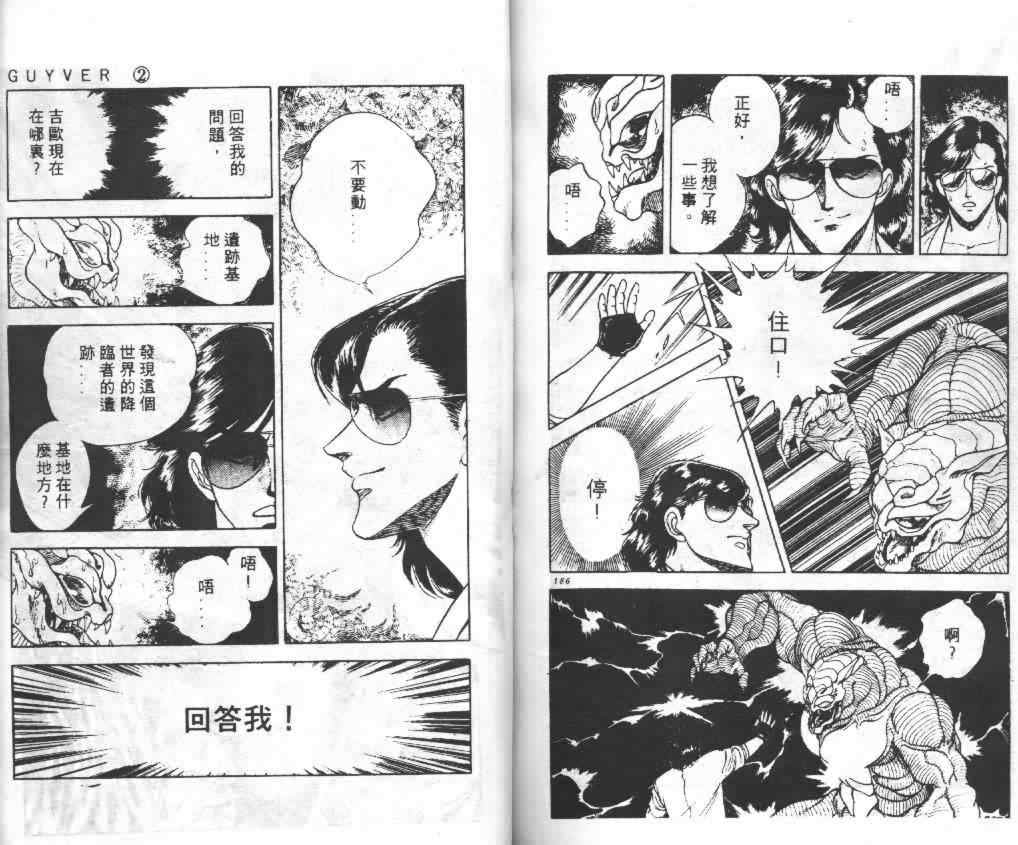 唔‥‥
正好，
我想了解
一些事。
唔‥‥
住口！
停！
186
啊？
GUYVER ②
不要動‥‥
回答我的
問題，
吉歐現在
在哪裏？
遺跡基
地‥‥
發現這個
世界的降
臨者的遺
跡‥‥
基地在什
麼地方？
唔！
唔‥‥
回答我！